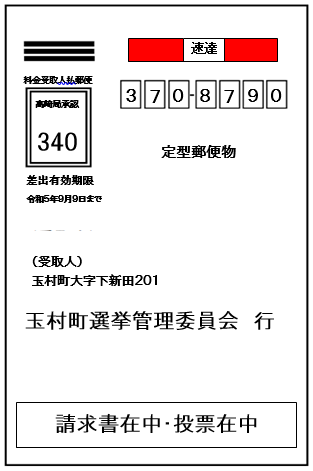 速達
料金受取人払郵便
370-8790
高崎局承認
340
定型郵便物
差出有効期限
令和5年9月9日まで
（受取人）
玉村町大字下新田201
玉村町選挙管理委員会　行
請求書在中・投票在中